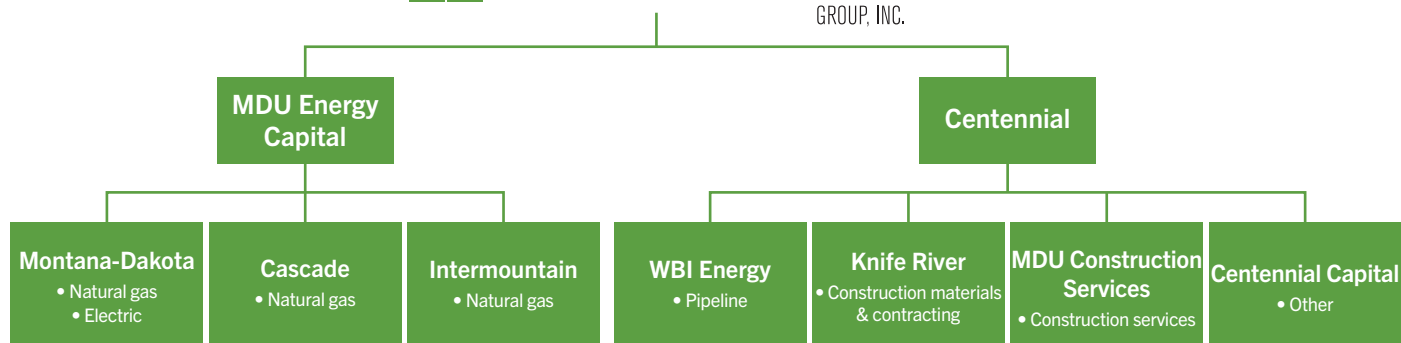 GROUP, INC.
MDU Energy
Capital
Centennial
Montana-Dakota
• Natural gas
• Electric
Cascade
• Natural gas
Intermountain
• Natural gas
WBI Energy
• Pipeline
Knife River
• Construction materials
& contracting
MDU Construction
Services
• Construction services
Centennial Capital
• Other